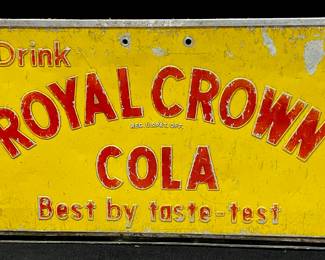 Drink
ROYAL CROWN
REG. U.S. PAT. OFF.
COLA
Best by taste-test